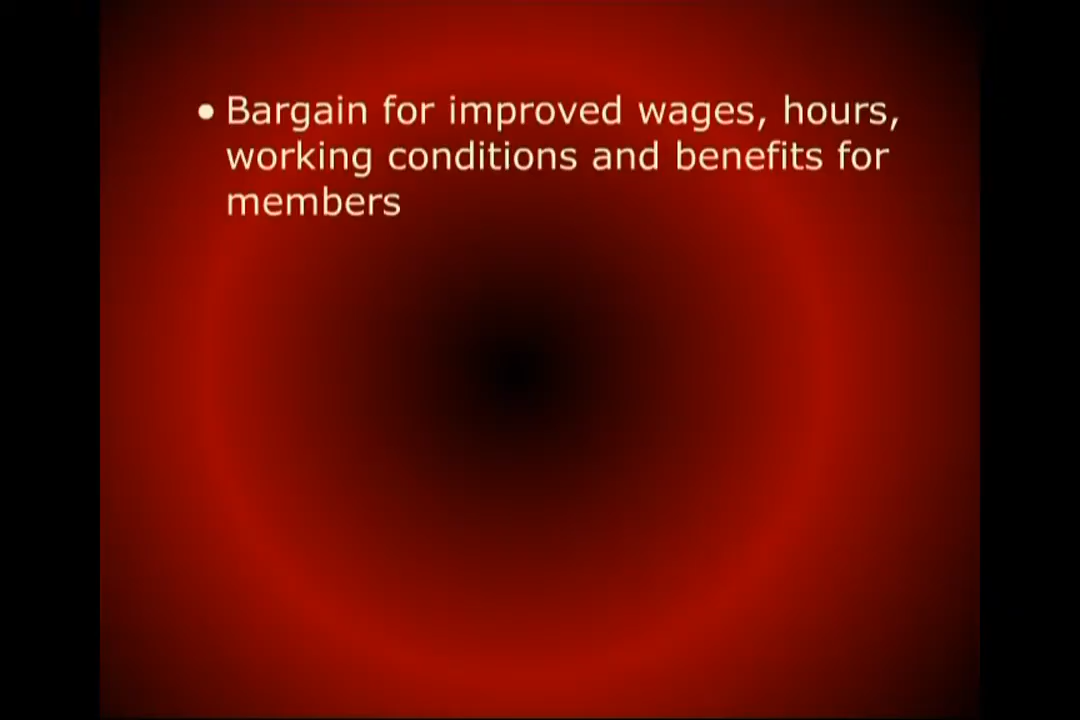 • Bargain for improved wages, hours,
working conditions and benefits for
members